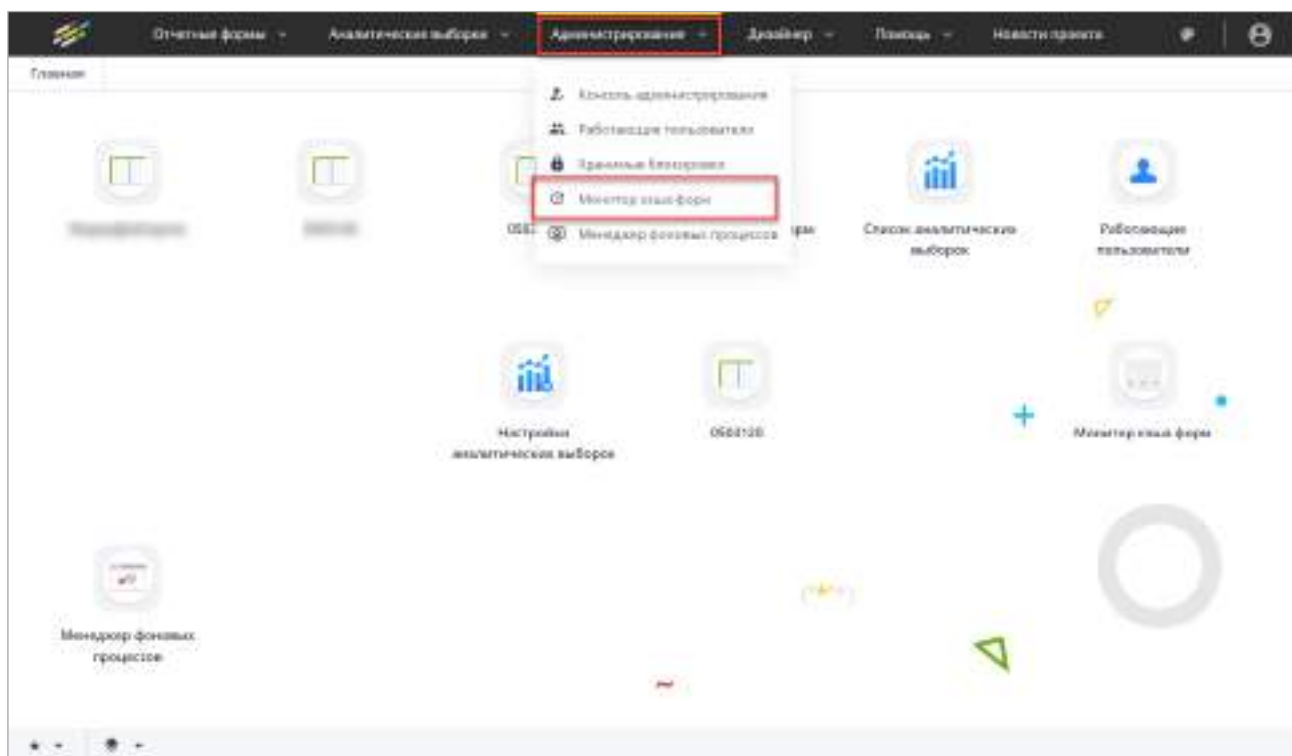 Отчетные формы
Аналитические выборки
Администрирование
Дизайнер
Помощь
Новости проекта
Главная
Консоль администрирования
Работающие пользователи
Хранимые блокировки
Монитор кэша форм
Менеджер фоновых процессов
Список аналитических
выборок
Работающие
пользователи
Настройки
аналитических выборок
0503128
Монитор кэша форм
Менеджер фоновых
процессов